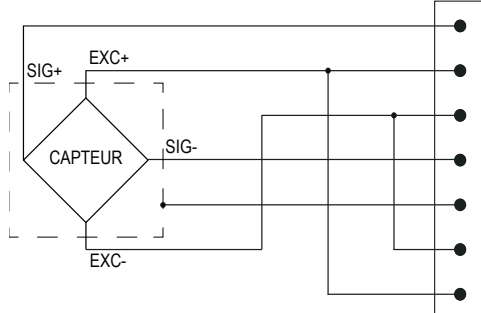 EXC+
SIG+
CAPTEUR
SIG-
EXC-